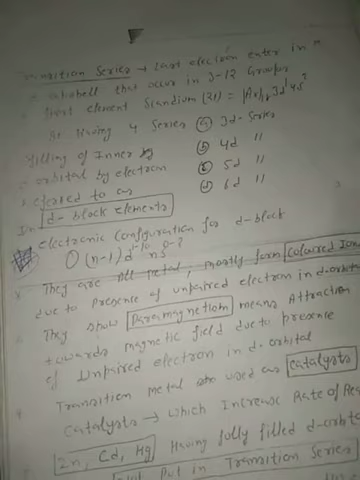 Transition Series → Last electron enter in
subshell that occur in 3-12 Groups
First element Scandium (21) = [Ar]18 3d1 4s2
Having 4 Series (a) 3d-Series
Filling of Inner (b) 4d "
orbital by electron (c) 5d "
referred to as (d) 6d "
In d-block elements
electronic configuration for d-block
(n-1)d1-10 ns0-2
They are all metal, mostly form Coloured Ions
due to presence of unpaired electron in d-orbital
They show Paramagnetism means Attraction
towards magnetic field due to presence
of unpaired electron in d-orbital
Transition metal also used as Catalysts
Catalysts → which Increase Rate of
Zn, Cd, Hg Having fully filled d-orbital
Put in Transition Series